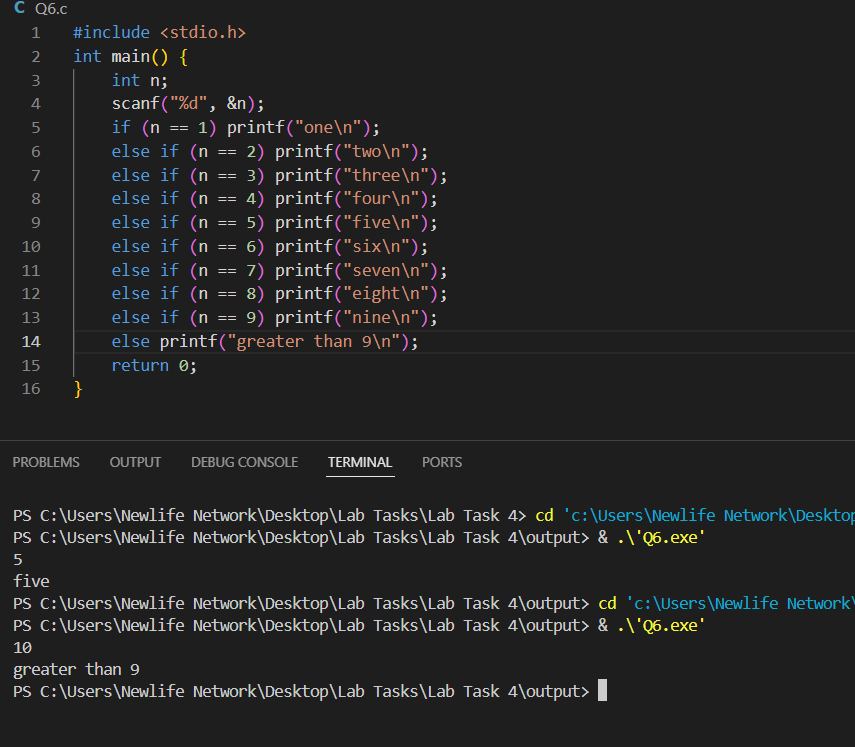 C Q6.c
1 #include <stdio.h>
2 int main() {
3     int n;
4     scanf("%d", &n);
5     if (n == 1) printf("one\n");
6     else if (n == 2) printf("two\n");
7     else if (n == 3) printf("three\n");
8     else if (n == 4) printf("four\n");
9     else if (n == 5) printf("five\n");
10     else if (n == 6) printf("six\n");
11     else if (n == 7) printf("seven\n");
12     else if (n == 8) printf("eight\n");
13     else if (n == 9) printf("nine\n");
14     else printf("greater than 9\n");
15     return 0;
16 }
PROBLEMS OUTPUT DEBUG CONSOLE TERMINAL PORTS
PS C:\Users\Newlife Network\Desktop\Lab Tasks\Lab Task 4> cd 'c:\Users\Newlife Network\Desktop
PS C:\Users\Newlife Network\Desktop\Lab Tasks\Lab Task 4\output> & .\'Q6.exe'
5
five
PS C:\Users\Newlife Network\Desktop\Lab Tasks\Lab Task 4\output> cd 'c:\Users\Newlife Network\
PS C:\Users\Newlife Network\Desktop\Lab Tasks\Lab Task 4\output> & .\'Q6.exe'
10
greater than 9
PS C:\Users\Newlife Network\Desktop\Lab Tasks\Lab Task 4\output>